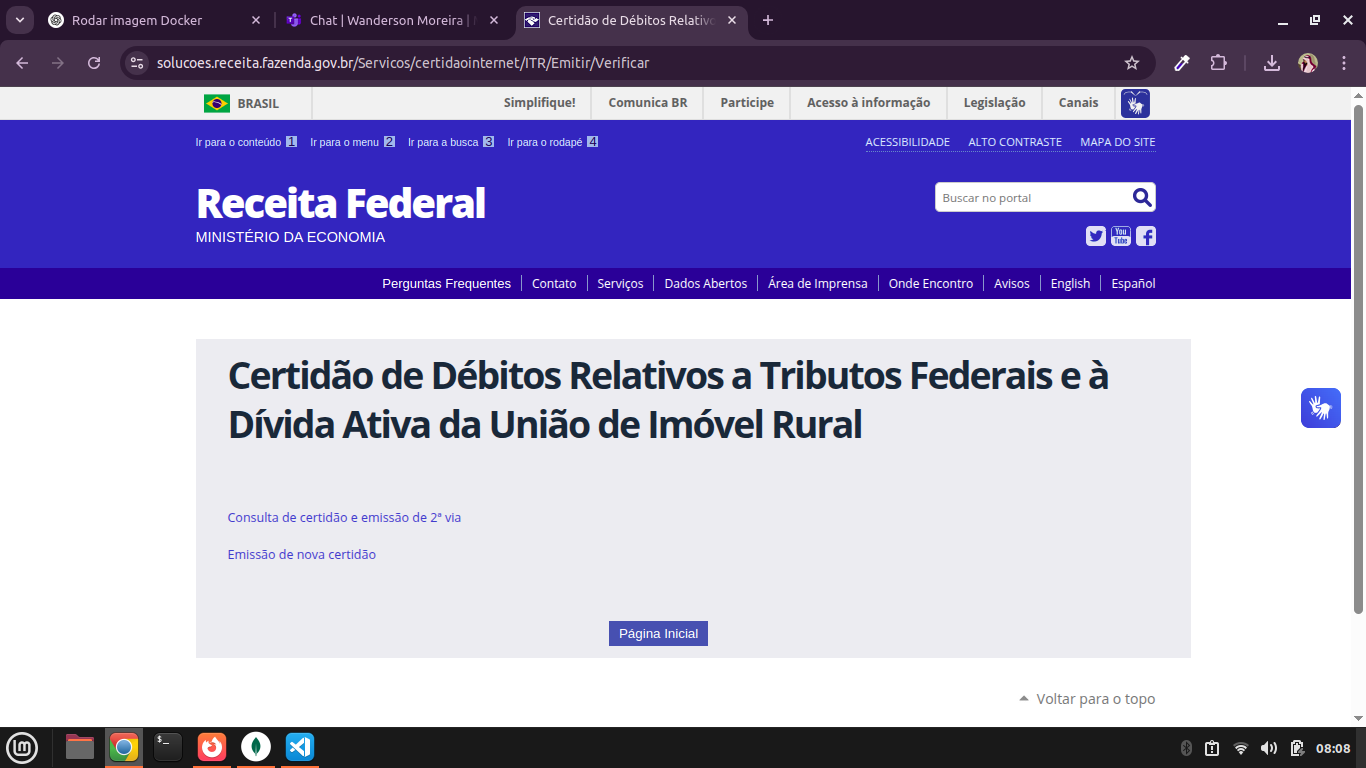 Rodar imagem Docker
Chat | Wanderson Moreira |
Certidão de Débitos Relativo
solucoes.receita.fazenda.gov.br/Servicos/certidaointernet/ITR/Emitir/Verificar
BRASIL
Simplifique!
Comunica BR
Participe
Acesso à informação
Legislação
Canais
Ir para o conteúdo 1
Ir para o menu 2
Ir para a busca 3
Ir para o rodapé 4
ACESSIBILIDADE
ALTO CONTRASTE
MAPA DO SITE
Receita Federal
Buscar no portal
MINISTÉRIO DA ECONOMIA
You Tube
Perguntas Frequentes
Contato
Serviços
Dados Abertos
Área de Imprensa
Onde Encontro
Avisos
English
Español
Certidão de Débitos Relativos a Tributos Federais e à
Dívida Ativa da União de Imóvel Rural
Consulta de certidão e emissão de 2ª via
Emissão de nova certidão
Página Inicial
Voltar para o topo
08:08